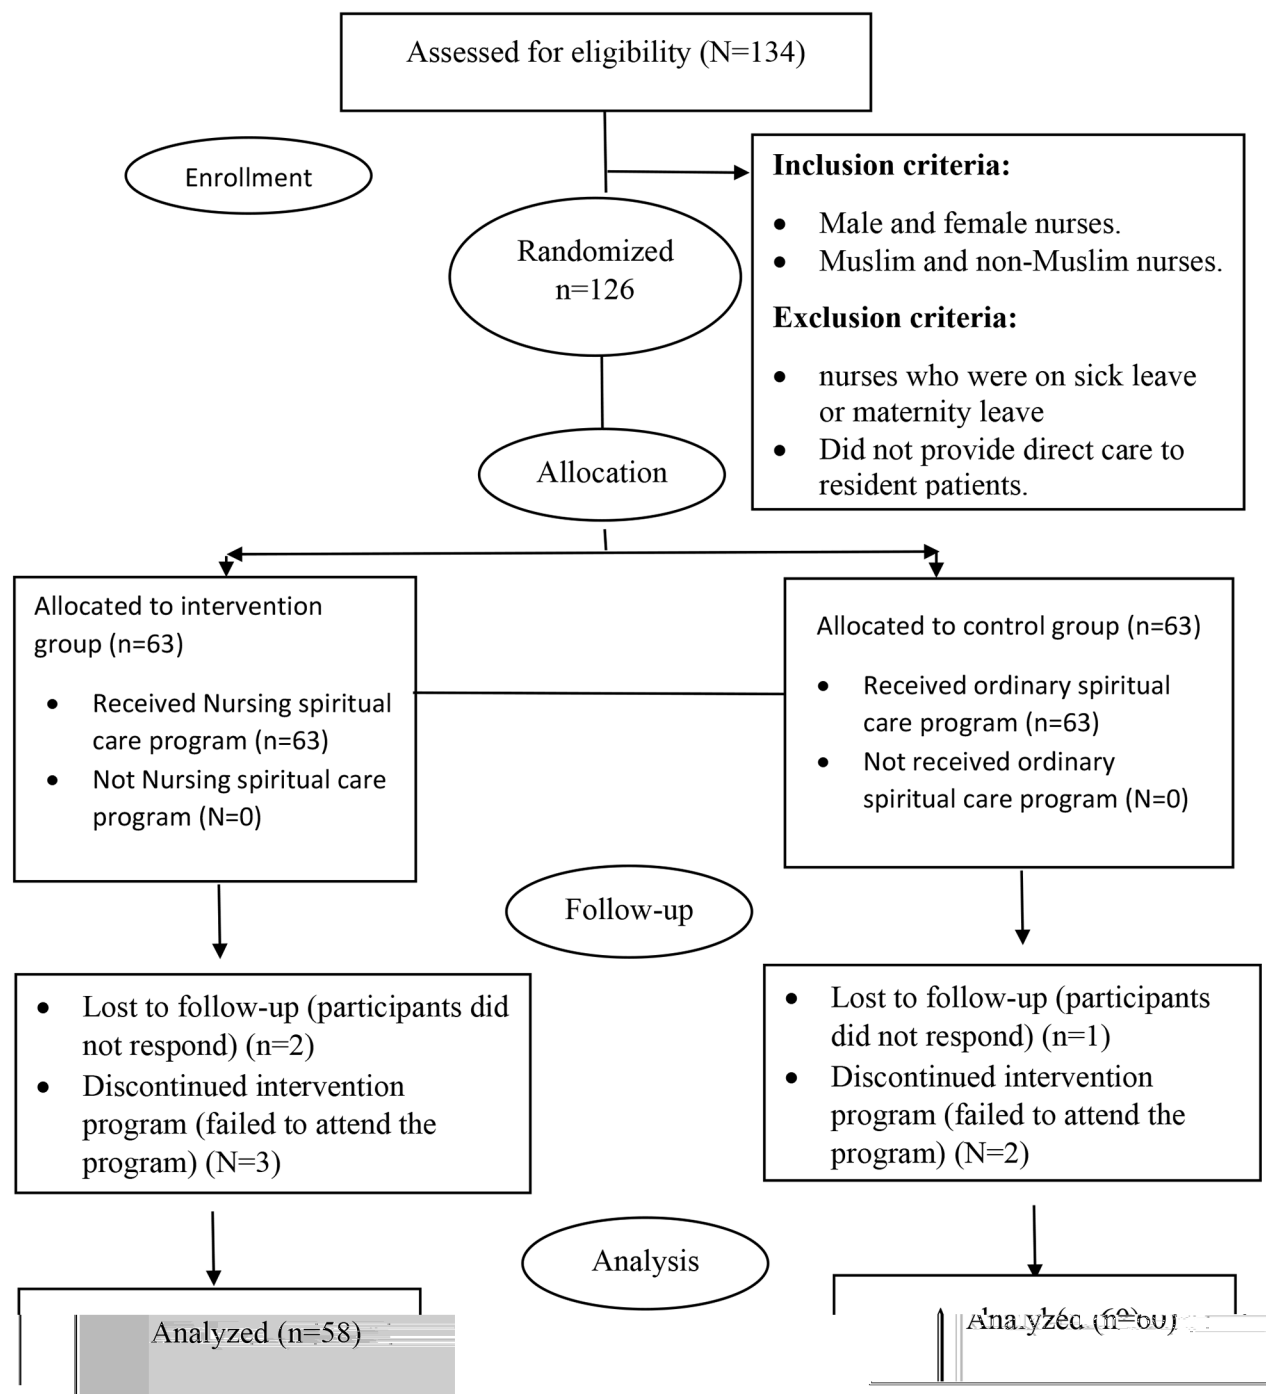 Assessed for eligibility (N=134)
Enrollment
Inclusion criteria:
• Male and female nurses.
• Muslim and non-Muslim nurses.
Exclusion criteria:
• nurses who were on sick leave
or maternity leave
• Did not provide direct care to
resident patients.
Randomized
n=126
Allocation
Allocated to intervention
group (n=63)
• Received Nursing spiritual
care program (n=63)
• Not Nursing spiritual care
program (N=0)
Allocated to control group (n=63)
• Received ordinary spiritual
care program (n=63)
• Not received ordinary
spiritual care program (N=0)
Follow-up
• Lost to follow-up (participants did
not respond) (n=2)
• Discontinued intervention
program (failed to attend the
program) (N=3)
• Lost to follow-up (participants
did not respond) (n=1)
• Discontinued intervention
program (failed to attend the
program) (N=2)
Analysis
Analyzed (n=58)